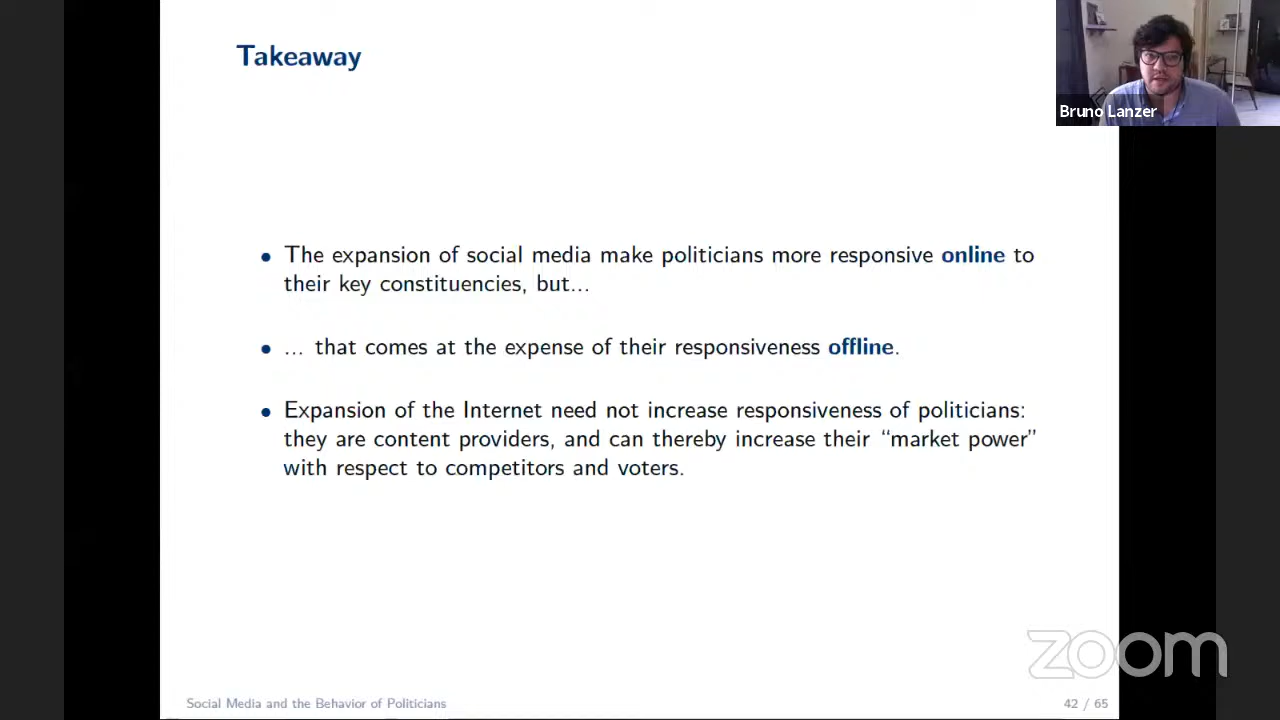 Takeaway
Bruno Lanzer
• The expansion of social media make politicians more responsive online to
their key constituencies, but...
• ... that comes at the expense of their responsiveness offline.
• Expansion of the Internet need not increase responsiveness of politicians:
they are content providers, and can thereby increase their “market power”
with respect to competitors and voters.
zoom
Social Media and the Behavior of Politicians
42 / 65